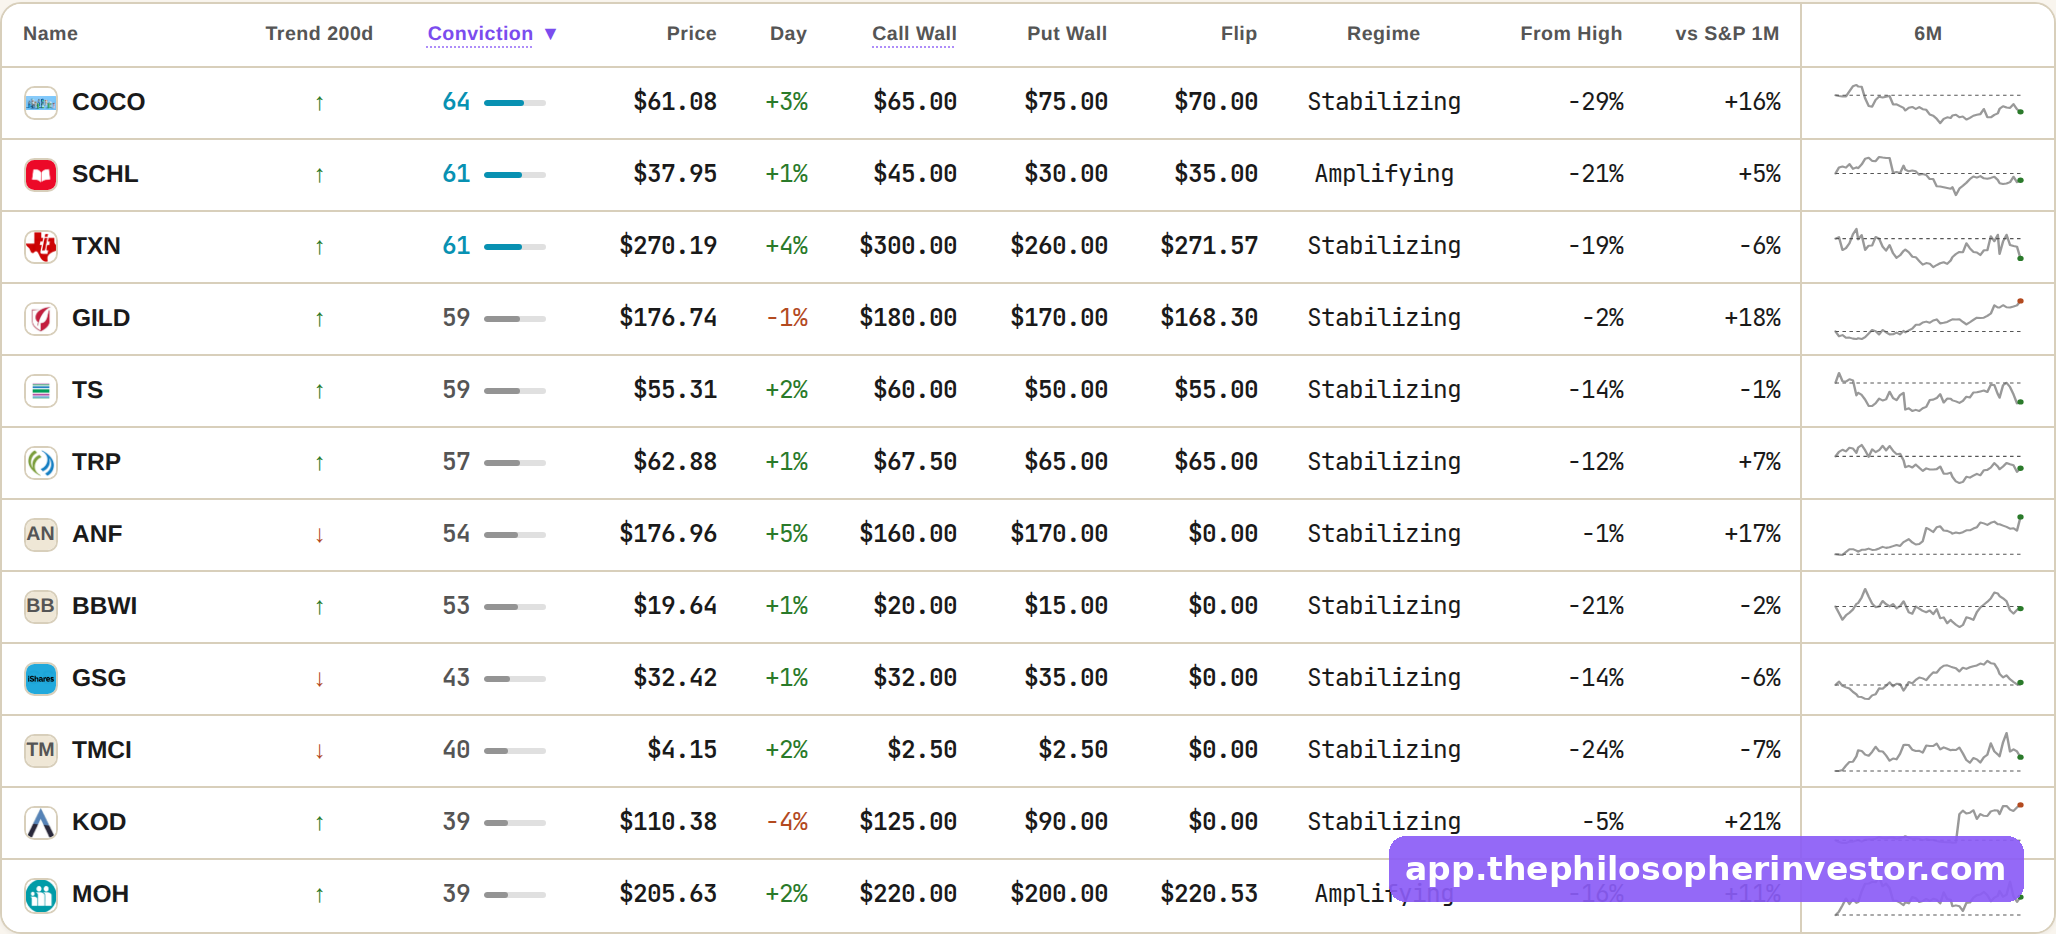 Name Trend 200d Conviction ▼ Price Day Call Wall Put Wall Flip Regime From High vs S&P 1M 6M
COCO ↑ 64 $61.08 +3% $65.00 $75.00 $70.00 Stabilizing -29% +16%
SCHL ↑ 61 $37.95 +1% $45.00 $30.00 $35.00 Amplifying -21% +5%
TXN ↑ 61 $270.19 +4% $300.00 $260.00 $271.57 Stabilizing -19% -6%
GILD ↑ 59 $176.74 -1% $180.00 $170.00 $168.30 Stabilizing -2% +18%
TS ↑ 59 $55.31 +2% $60.00 $50.00 $55.00 Stabilizing -14% -1%
TRP ↑ 57 $62.88 +1% $67.50 $65.00 $65.00 Stabilizing -12% +7%
AN ANF ↓ 54 $176.96 +5% $160.00 $170.00 $0.00 Stabilizing -1% +17%
BB BBWI ↑ 53 $19.64 +1% $20.00 $15.00 $0.00 Stabilizing -21% -2%
iShares GSG ↓ 43 $32.42 +1% $32.00 $35.00 $0.00 Stabilizing -14% -6%
TM TMCI ↓ 40 $4.15 +2% $2.50 $2.50 $0.00 Stabilizing -24% -7%
KOD ↑ 39 $110.38 -4% $125.00 $90.00 $0.00 Stabilizing -5% +21%
app.thephilosopherinvestor.com
MOH ↑ 39 $205.63 +2% $220.00 $200.00 $220.53 Amplifying -16% +11%